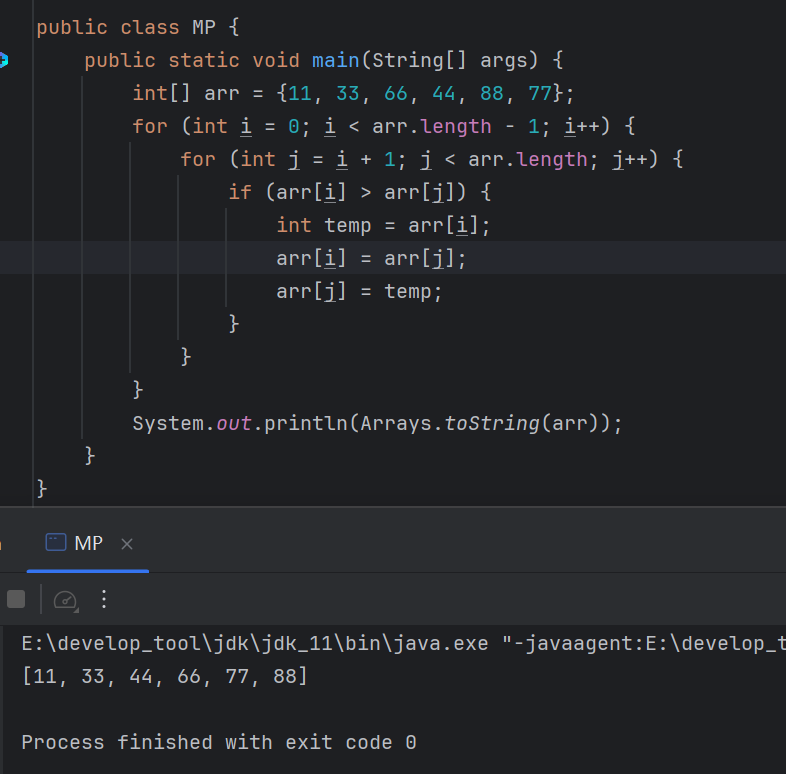 public class MP {
public static void main(String[] args) {
int[] arr = {11, 33, 66, 44, 88, 77};
for (int i = 0; i < arr.length - 1; i++) {
for (int j = i + 1; j < arr.length; j++) {
if (arr[i] > arr[j]) {
int temp = arr[i];
arr[i] = arr[j];
arr[j] = temp;
}
}
}
System.out.println(Arrays.toString(arr));
}
}
MP
E:\develop_tool\jdk\jdk_11\bin\java.exe "-javaagent:E:\develop_t
[11, 33, 44, 66, 77, 88]
Process finished with exit code 0